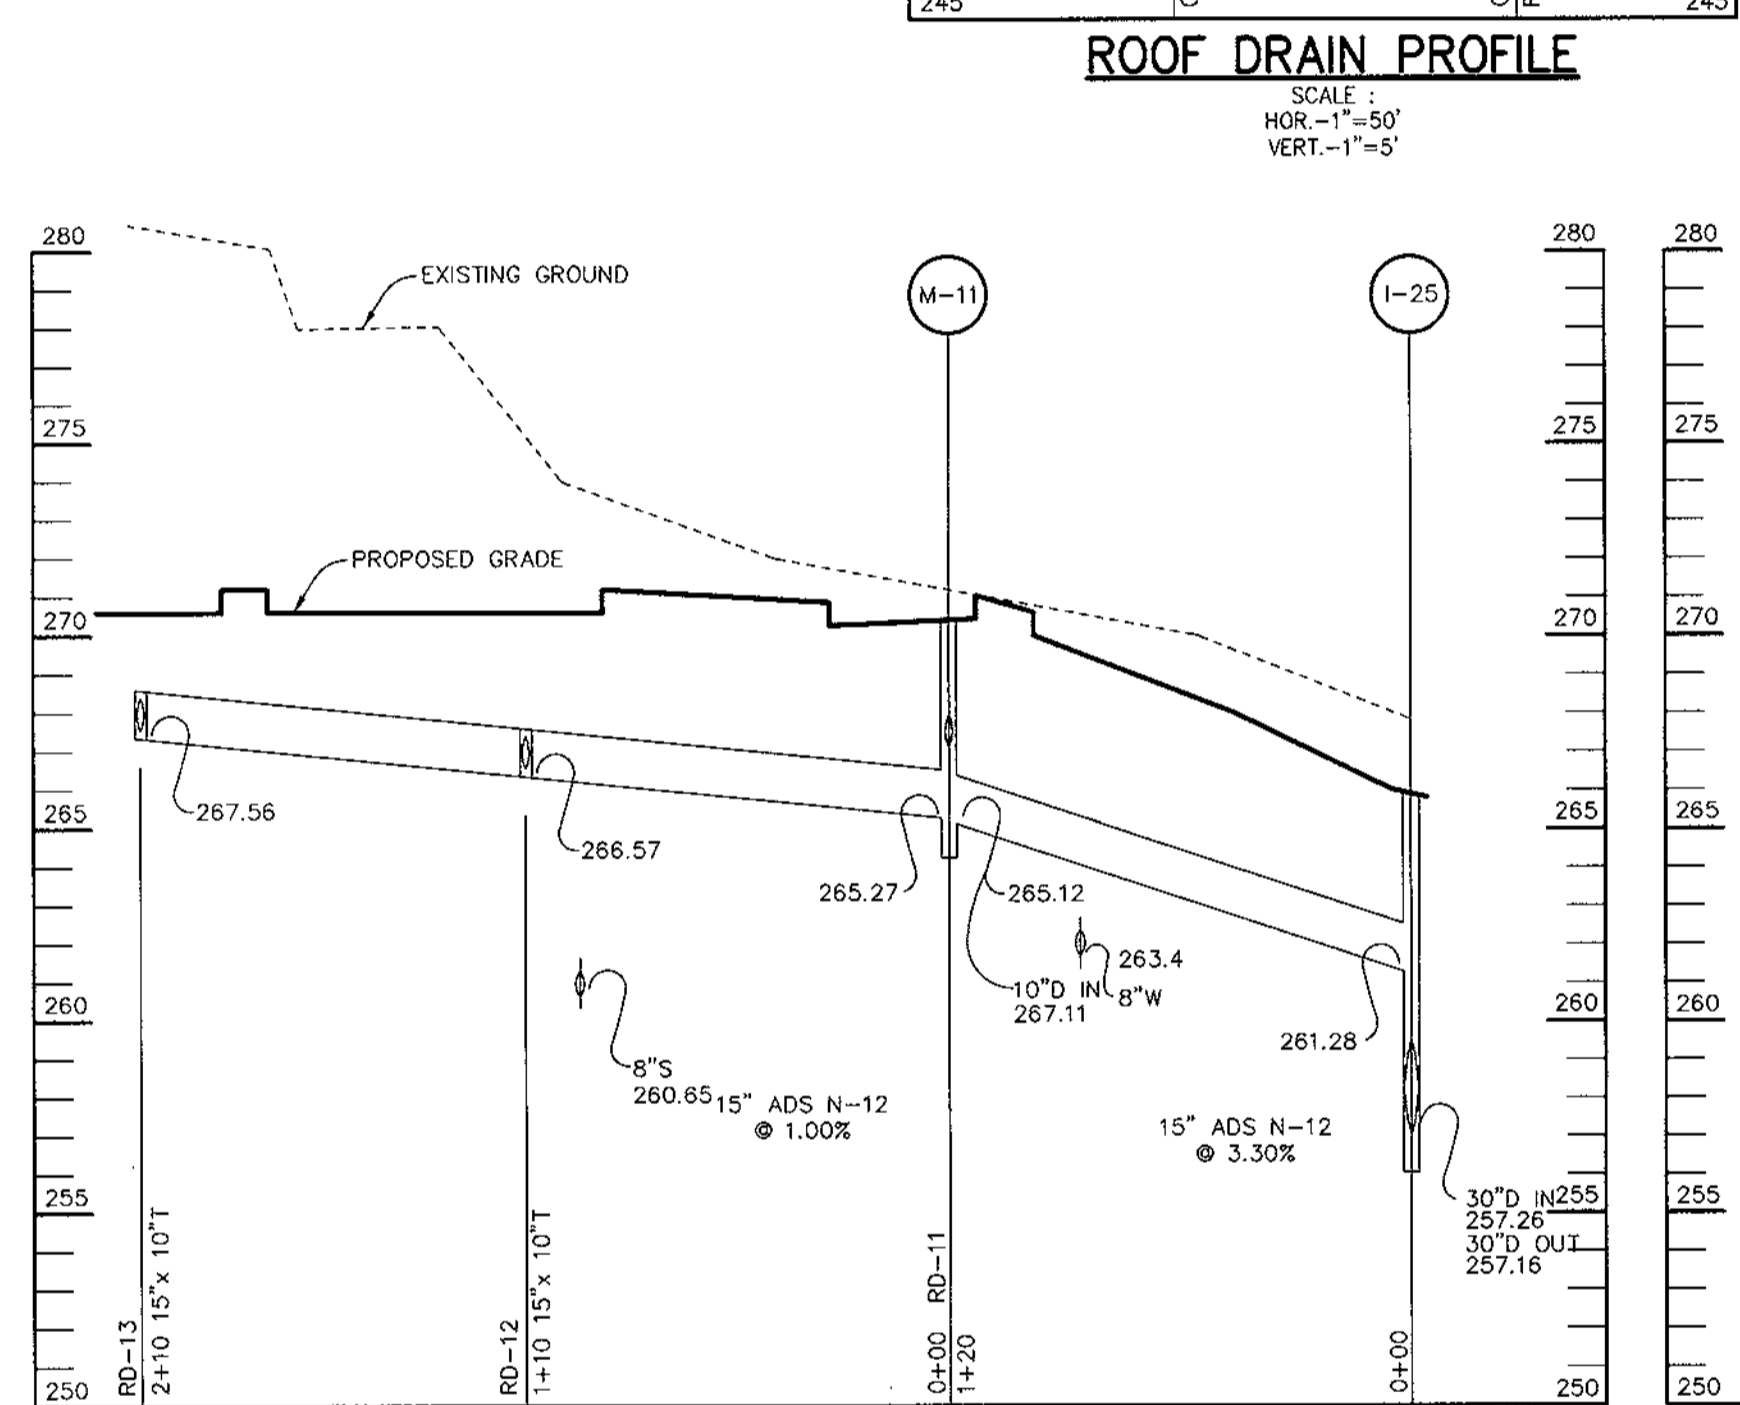 245
245
ROOF DRAIN PROFILE
SCALE :
HOR.-1"=50'
VERT.-1"=5'
280
280
280
EXISTING GROUND
M-11
I-25
275
275
275
PROPOSED GRADE
270
270
270
267.56
265
265
265
266.57
265.27
265.12
263.4
10"D IN
8"W
267.11
260
260
260
261.28
8"S
260.65
15" ADS N-12
@ 1.00%
15" ADS N-12
@ 3.30%
255
255
255
30"D IN
257.26
30"D OUT
257.16
RD-13
2+10 15"x 10"T
RD-12
1+10 15"x 10"T
0+00 RD-11
1+20
0+00
250
250
250